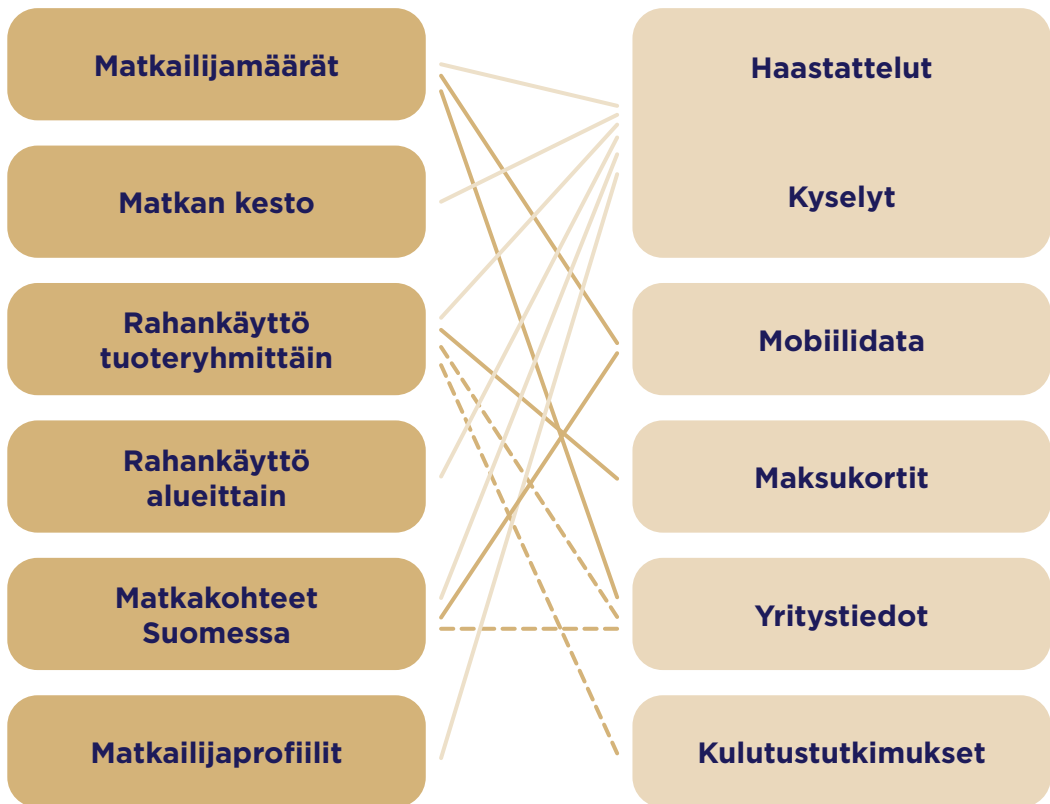 Matkailijamäärät
Matkan kesto
Rahankäyttö
tuoteryhmittäin
Rahankäyttö
alueittain
Matkakohteet
Suomessa
Matkailijaprofiilit
Haastattelut
Kyselyt
Mobiilidata
Maksukortit
Yritystiedot
Kulutustutkimukset